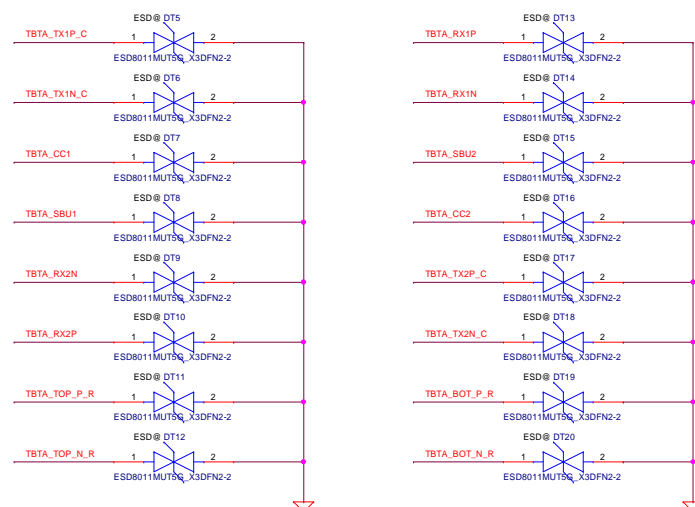 ESD@ DT5
TBTA_TX1P_C 1 2
ESD8011MUT5G_X3DFN2-2
ESD@ DT6
TBTA_TX1N_C 1 2
ESD8011MUT5G_X3DFN2-2
ESD@ DT7
TBTA_CC1 1 2
ESD8011MUT5G_X3DFN2-2
ESD@ DT8
TBTA_SBU1 1 2
ESD8011MUT5G_X3DFN2-2
ESD@ DT9
TBTA_RX2N 1 2
ESD8011MUT5G_X3DFN2-2
ESD@ DT10
TBTA_RX2P 1 2
ESD8011MUT5G_X3DFN2-2
ESD@ DT11
TBTA_TOP_P_R 1 2
ESD8011MUT5G_X3DFN2-2
ESD@ DT12
TBTA_TOP_N_R 1 2
ESD8011MUT5G_X3DFN2-2
ESD@ DT13
TBTA_RX1P 1 2
ESD8011MUT5G_X3DFN2-2
ESD@ DT14
TBTA_RX1N 1 2
ESD8011MUT5G_X3DFN2-2
ESD@ DT15
TBTA_SBU2 1 2
ESD8011MUT5G_X3DFN2-2
ESD@ DT16
TBTA_CC2 1 2
ESD8011MUT5G_X3DFN2-2
ESD@ DT17
TBTA_TX2P_C 1 2
ESD8011MUT5G_X3DFN2-2
ESD@ DT18
TBTA_TX2N_C 1 2
ESD8011MUT5G_X3DFN2-2
ESD@ DT19
TBTA_BOT_P_R 1 2
ESD8011MUT5G_X3DFN2-2
ESD@ DT20
TBTA_BOT_N_R 1 2
ESD8011MUT5G_X3DFN2-2